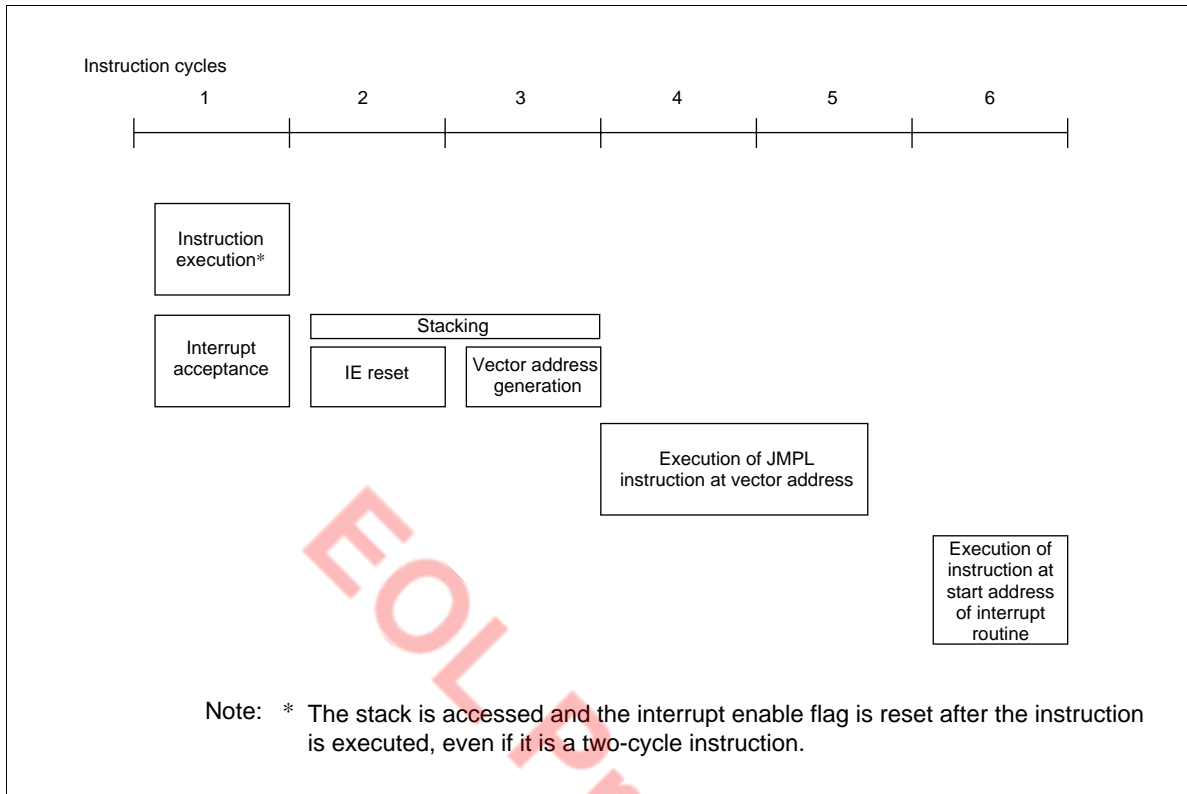 Instruction cycles
1 2 3 4 5 6
Instruction
execution*
Interrupt
acceptance
Stacking
IE reset
Vector address
generation
Execution of JMPL
instruction at vector address
Execution of
instruction at
start address
of interrupt
routine
Note: * The stack is accessed and the interrupt enable flag is reset after the instruction
is executed, even if it is a two-cycle instruction.
EOL Pr